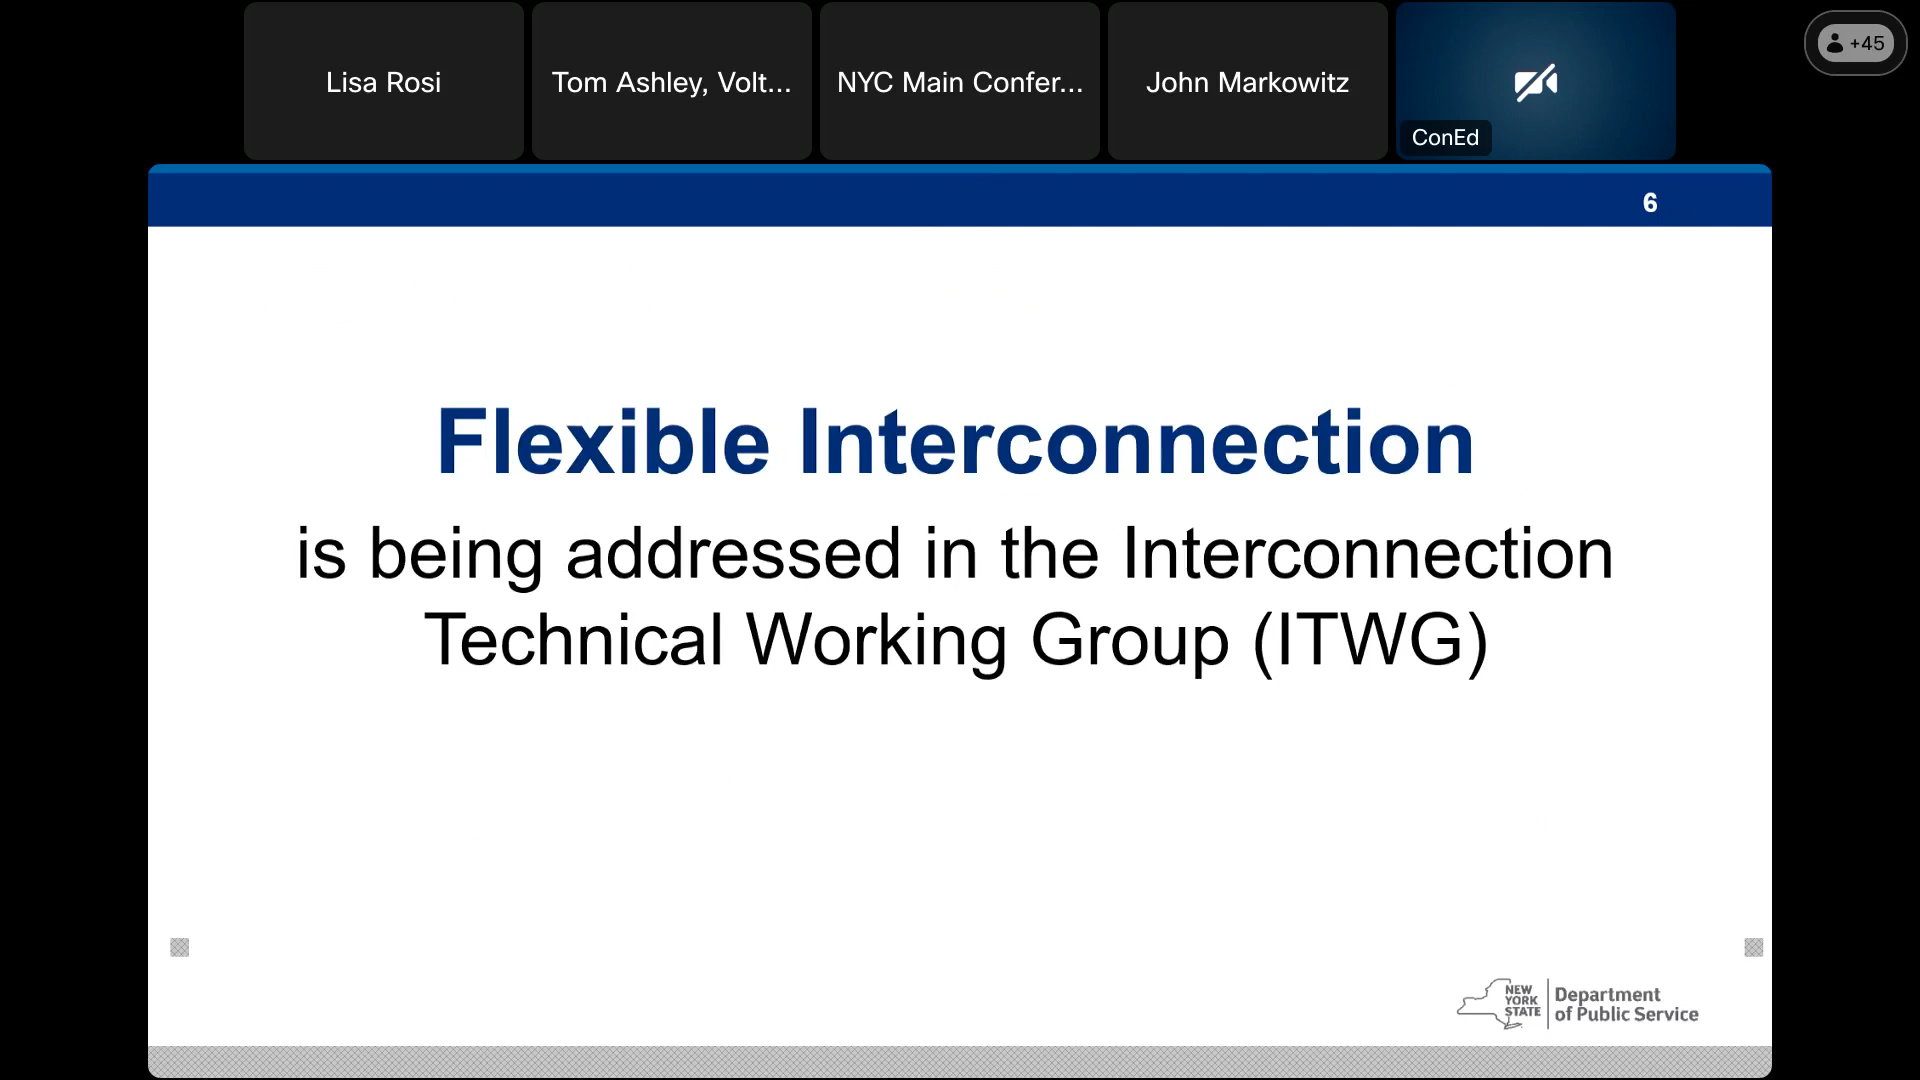 Lisa Rosi
Tom Ashley, Volt...
NYC Main Confer...
John Markowitz
ConEd
+45
6
Flexible Interconnection
is being addressed in the Interconnection
Technical Working Group (ITWG)
NEW
YORK
STATE
Department
of Public Service